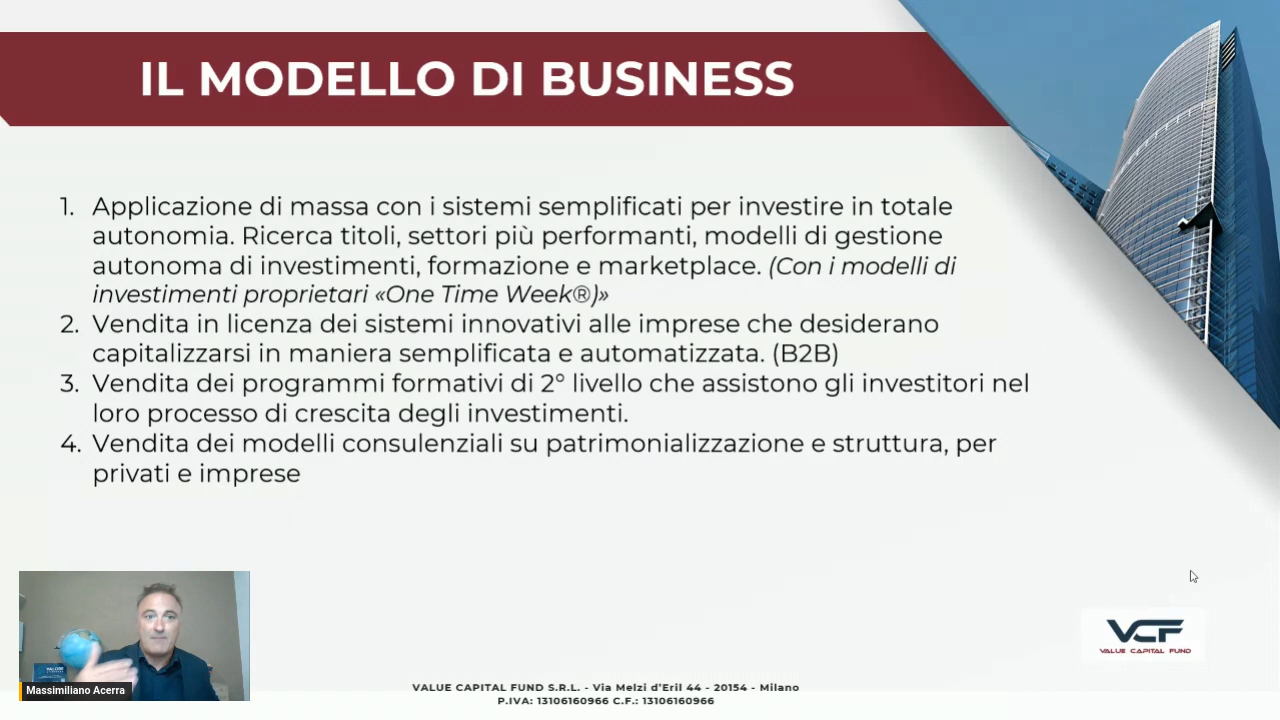 IL MODELLO DI BUSINESS
1. Applicazione di massa con i sistemi semplificati per investire in totale
autonomia. Ricerca titoli, settori più performanti, modelli di gestione
autonoma di investimenti, formazione e marketplace. (Con i modelli di
investimenti proprietari «One Time Week®)»
2. Vendita in licenza dei sistemi innovativi alle imprese che desiderano
capitalizzarsi in maniera semplificata e automatizzata. (B2B)
3. Vendita dei programmi formativi di 2° livello che assistono gli investitori nel
loro processo di crescita degli investimenti.
4. Vendita dei modelli consulenziali su patrimonializzazione e struttura, per
privati e imprese
VCF
VALUE CAPITAL FUND
VALORE
Massimiliano Acerra
VALUE CAPITAL FUND S.R.L. - Via Melzi d'Eril 44 - 20154 - Milano
P.IVA: 13106160966 C.F.: 13106160966